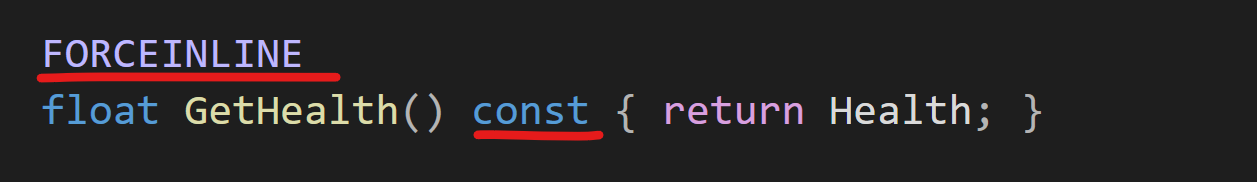 FORCEINLINE
float GetHealth() const { return Health; }